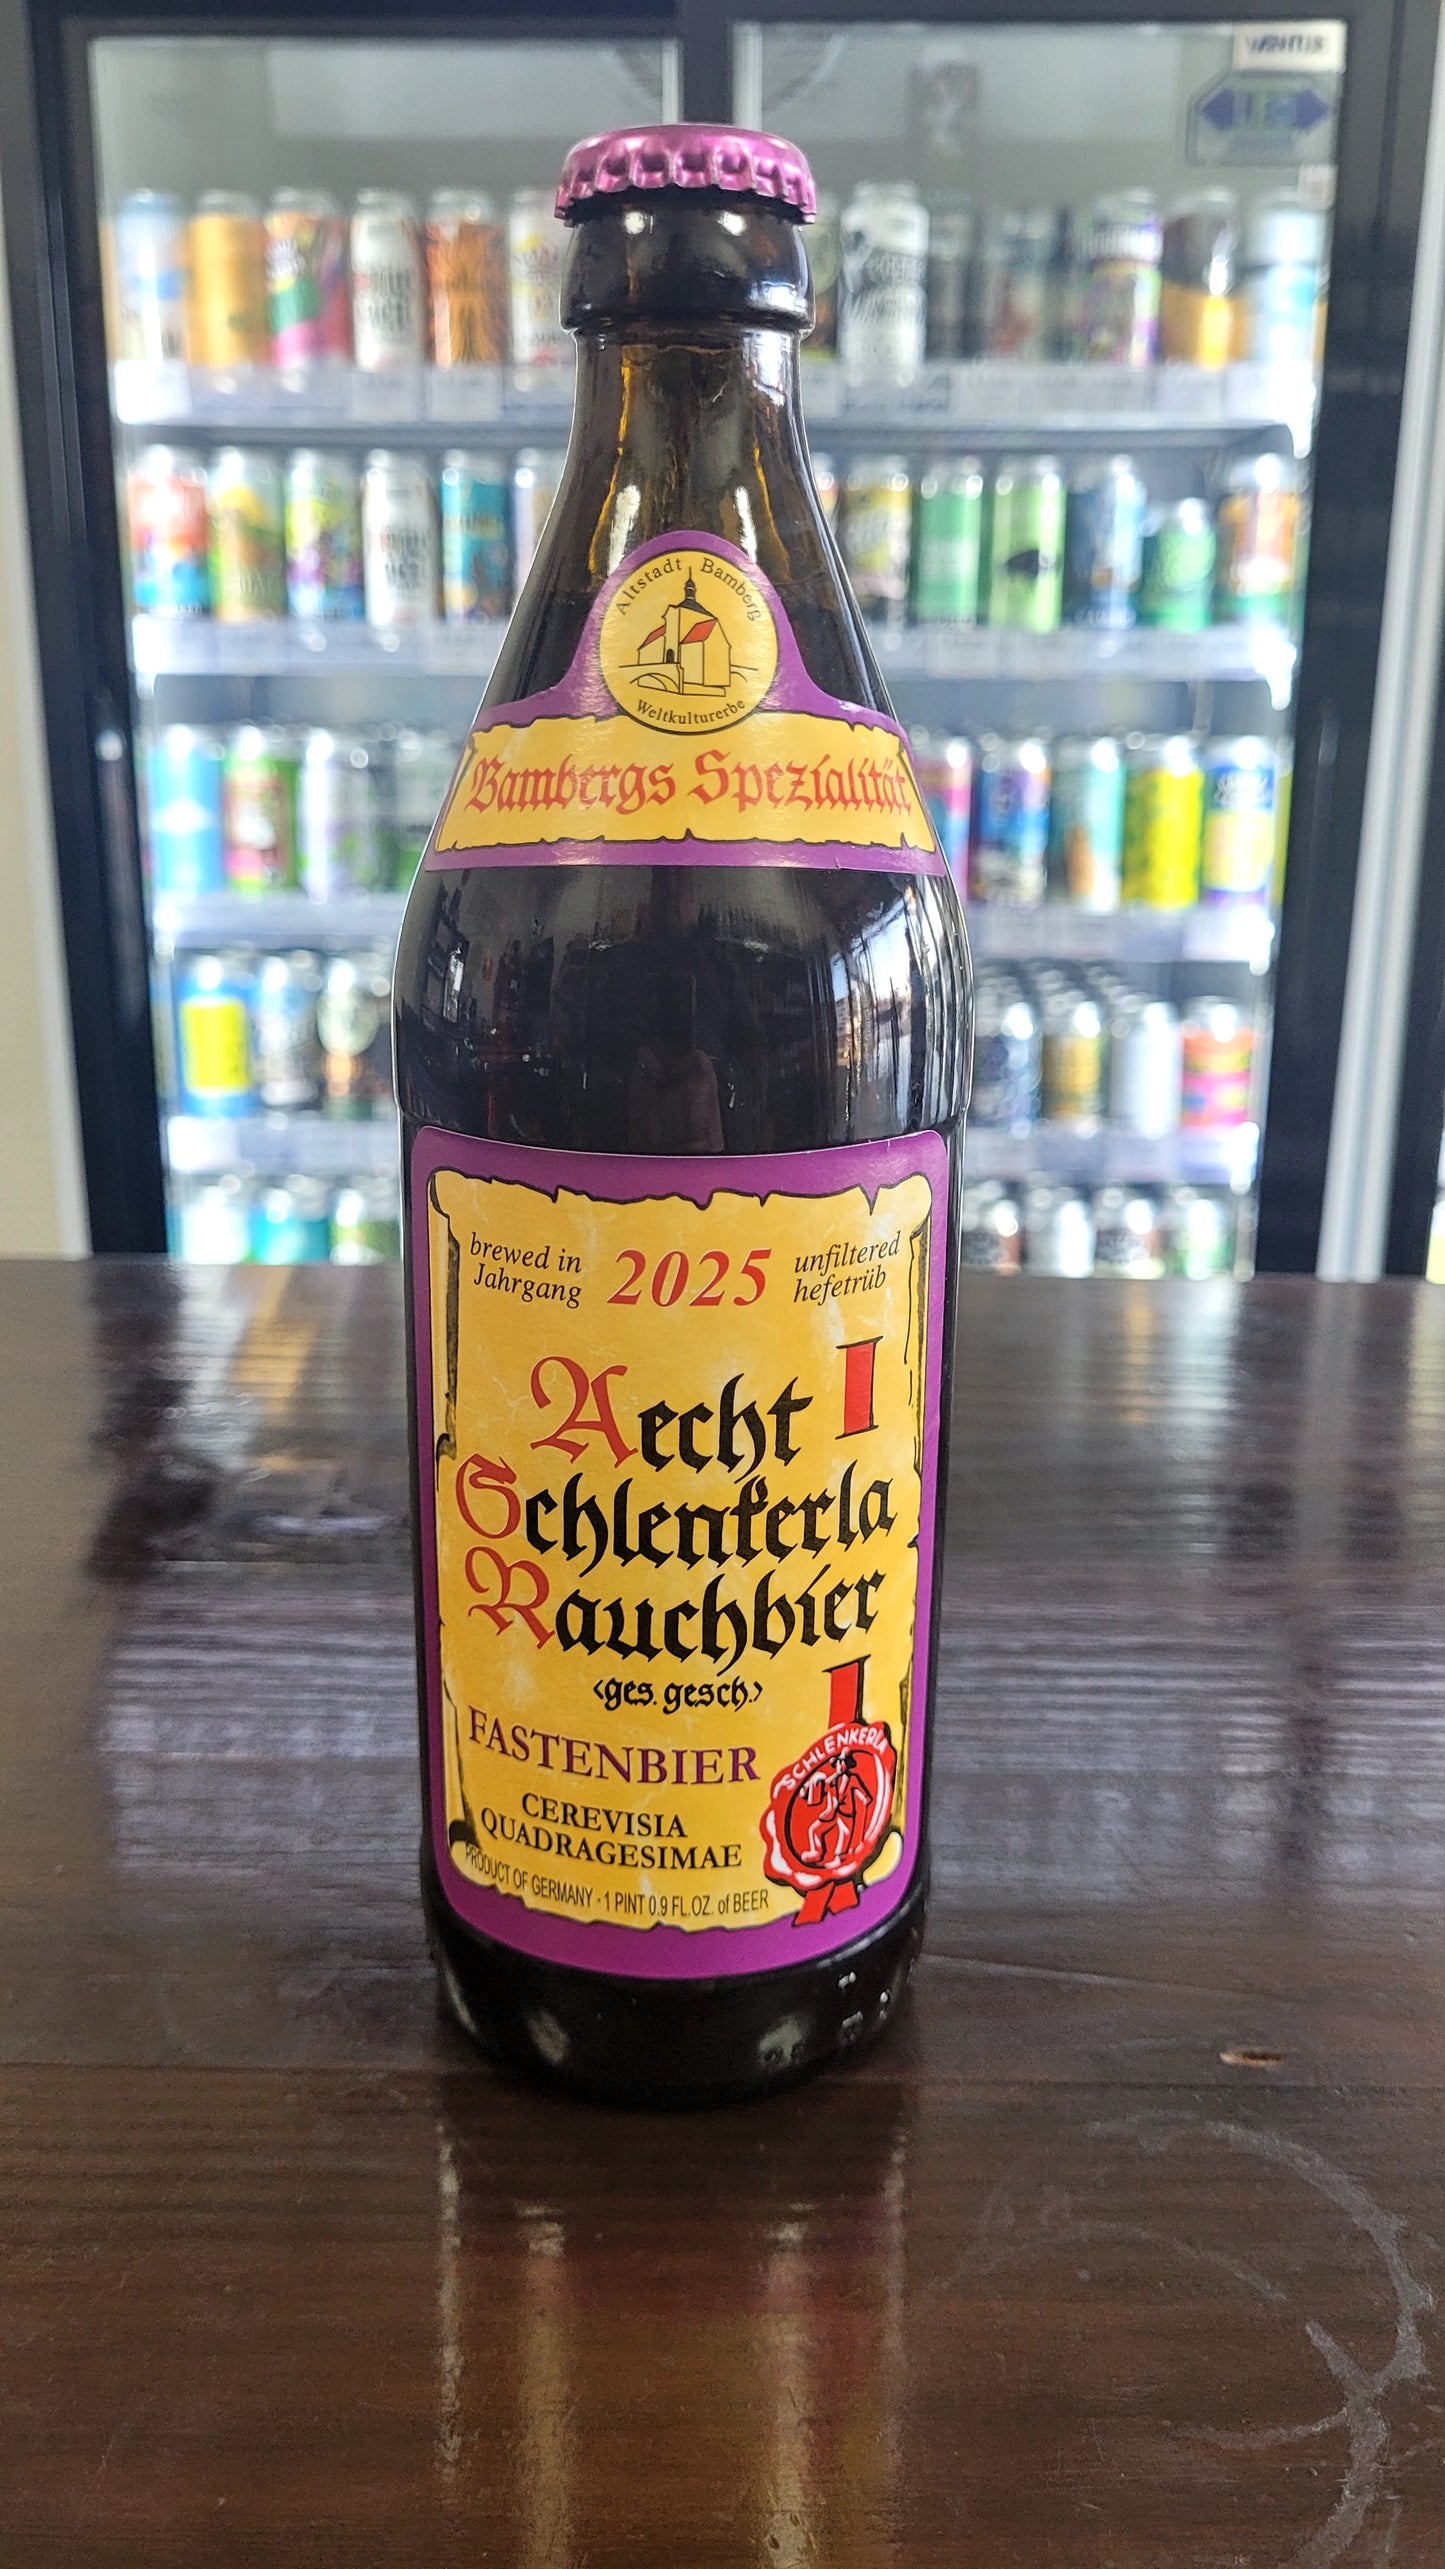 Altstadt Bamberg
Weltkulturerbe
Bambergs Spezialität
brewed in
Jahrgang
2025
unfiltered
hefetrüb
Aecht
Schlenkerla
Rauchbier
<ges. gesch.>
FASTENBIER
SCHLENKERLA
CEREVISIA
QUADRAGESIMAE
PRODUCT OF GERMANY - 1 PINT 0.9 FL.OZ. of BEER